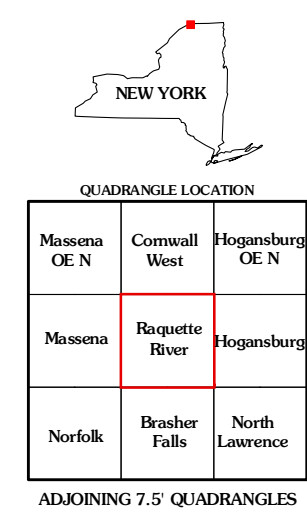 NEW YORK
QUADRANGLE LOCATION
Massena
OE N
Cornwall
West
Hogansburg
OE N
Massena
Raquette
River
Hogansburg
Norfolk
Brasher
Falls
North
Lawrence
ADJOINING 7.5' QUADRANGLES